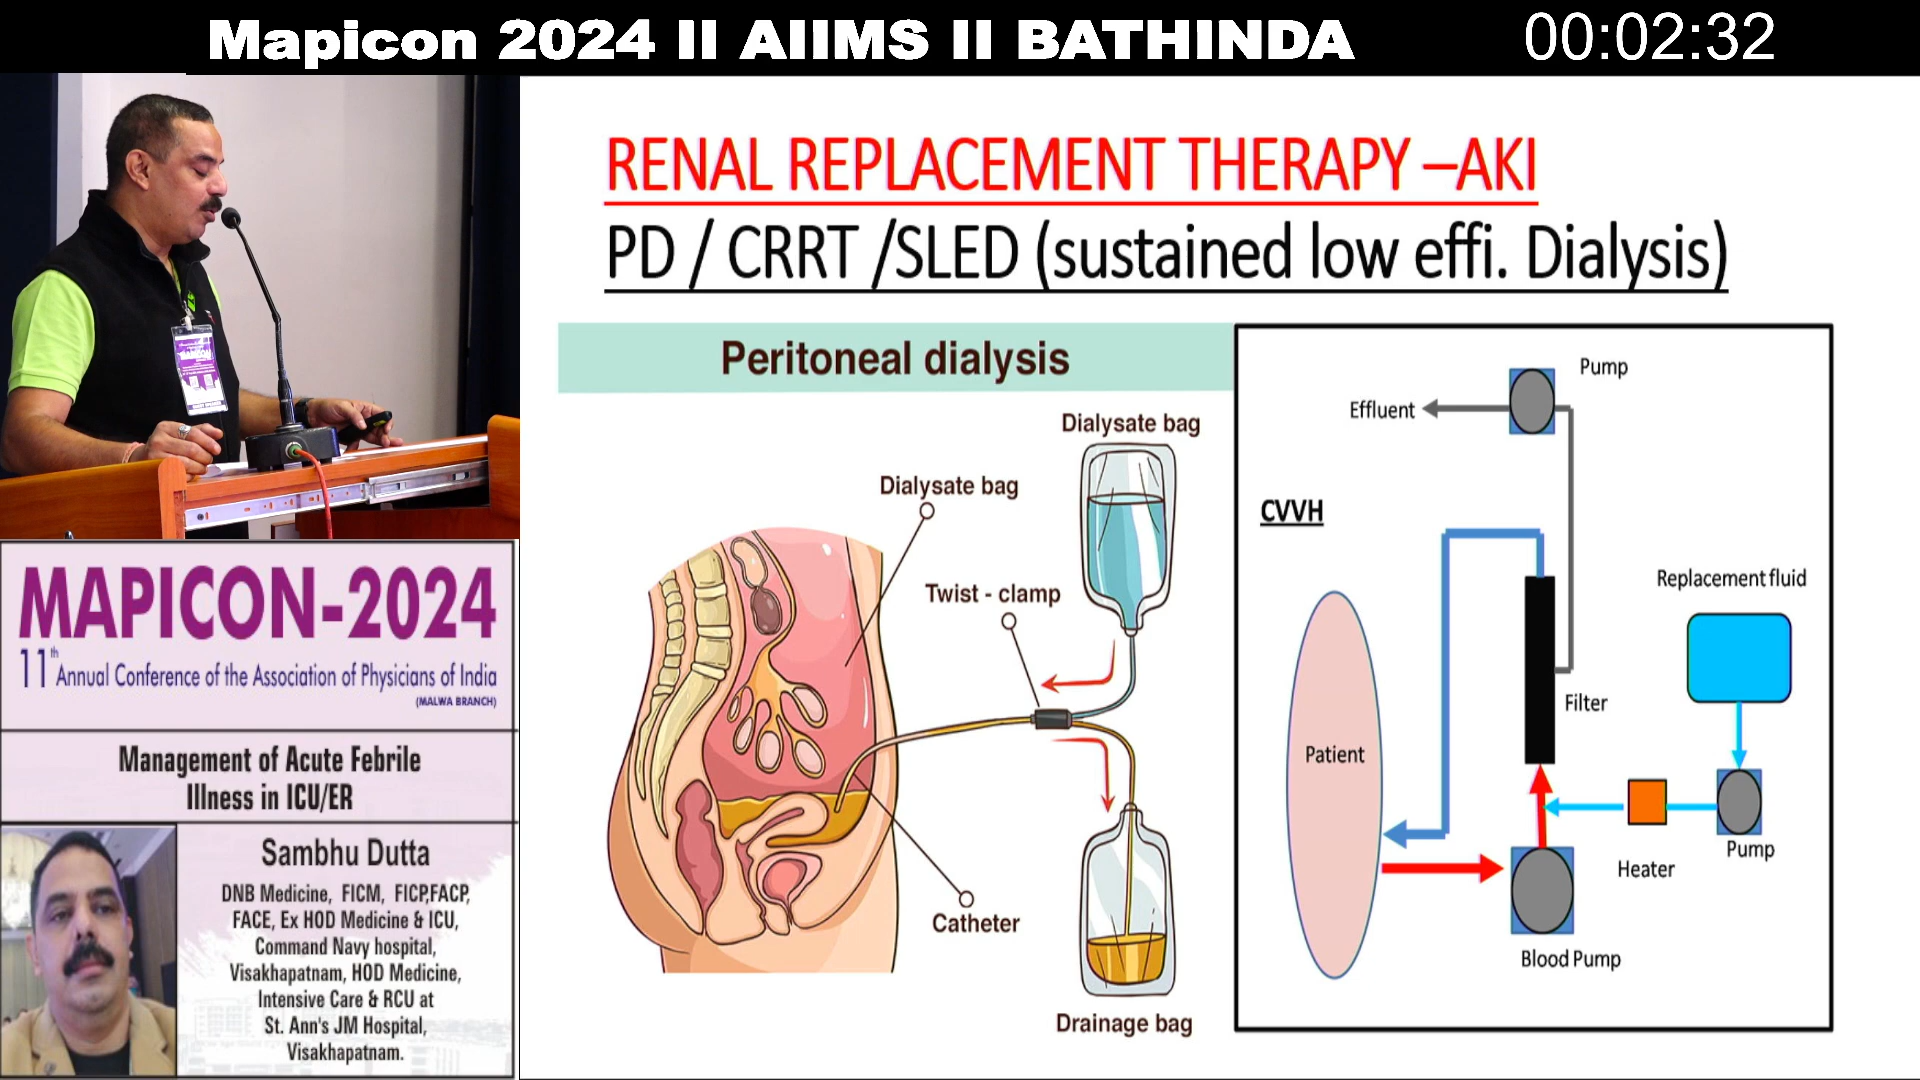 Mapicon 2024 II AIIMS II BATHINDA
00:02:32
MAPICON-2024
11th Annual Conference of the Association of Physicians of India
(MALWA BRANCH)
Management of Acute Febrile
Illness in ICU/ER
Sambhu Dutta
DNB Medicine, FICM, FICP,FACP,
FACE, Ex HOD Medicine & ICU,
Command Navy hospital,
Visakhapatnam, HOD Medicine,
Intensive Care & RCU at
St. Ann's JM Hospital,
Visakhapatnam.
RENAL REPLACEMENT THERAPY –AKI
PD / CRRT /SLED (sustained low effi. Dialysis)
Peritoneal dialysis
Dialysate bag
Dialysate bag
Twist - clamp
Catheter
Drainage bag
Pump
Effluent
CVVH
Replacement fluid
Filter
Patient
Pump
Heater
Blood Pump